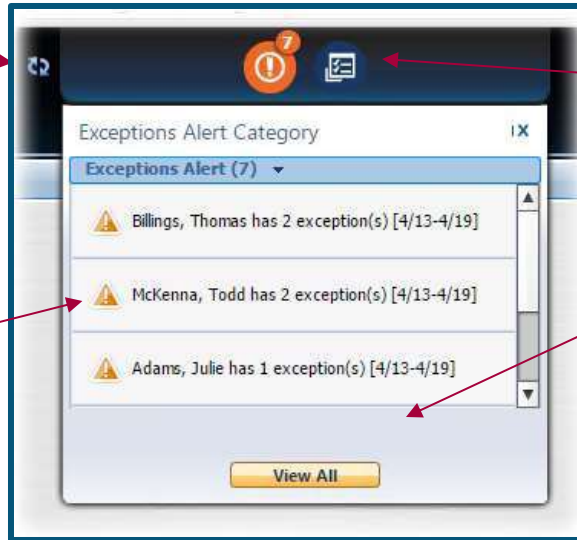 7
Exceptions Alert Category
X
Exceptions Alert (7)
Billings, Thomas has 2 exception(s) [4/13-4/19]
McKenna, Todd has 2 exception(s) [4/13-4/19]
Adams, Julie has 1 exception(s) [4/13-4/19]
View All